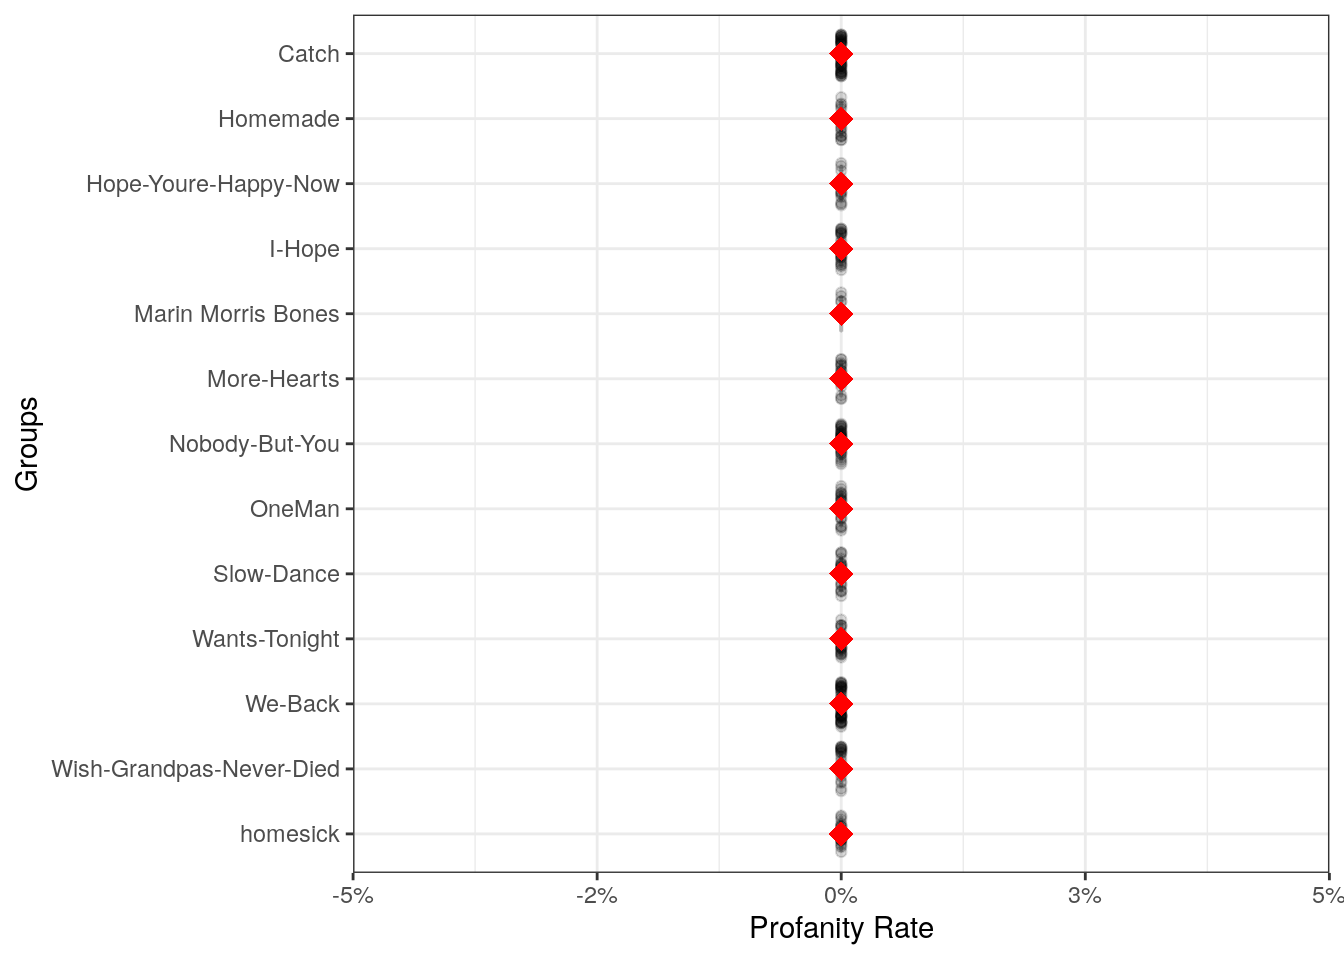 Catch
Homemade
Hope-Youre-Happy-Now
I-Hope
Marin Morris Bones
More-Hearts
Nobody-But-You
OneMan
Slow-Dance
Wants-Tonight
We-Back
Wish-Grandpas-Never-Died
homesick
Groups
-5% -2% 0% 3% 5%
Profanity Rate